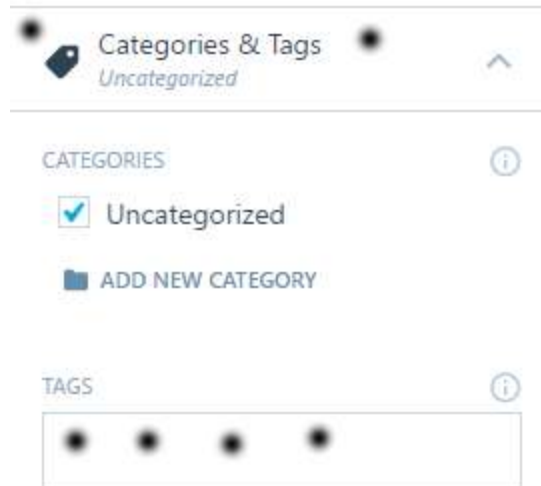 Categories & Tags
Uncategorized
CATEGORIES
Uncategorized
ADD NEW CATEGORY
TAGS